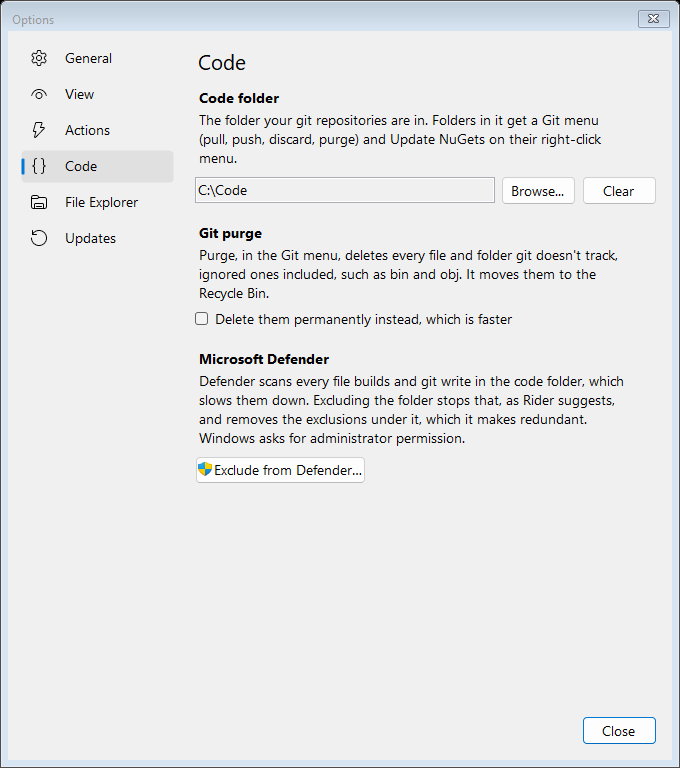 Options
General
View
Actions
{} Code
File Explorer
Updates
Code
Code folder
The folder your git repositories are in. Folders in it get a Git menu
(pull, push, discard, purge) and Update NuGets on their right-click
menu.
C:\Code
Browse...
Clear
Git purge
Purge, in the Git menu, deletes every file and folder git doesn't track,
ignored ones included, such as bin and obj. It moves them to the
Recycle Bin.
Delete them permanently instead, which is faster
Microsoft Defender
Defender scans every file builds and git write in the code folder, which
slows them down. Excluding the folder stops that, as Rider suggests,
and removes the exclusions under it, which it makes redundant.
Windows asks for administrator permission.
Exclude from Defender...
Close